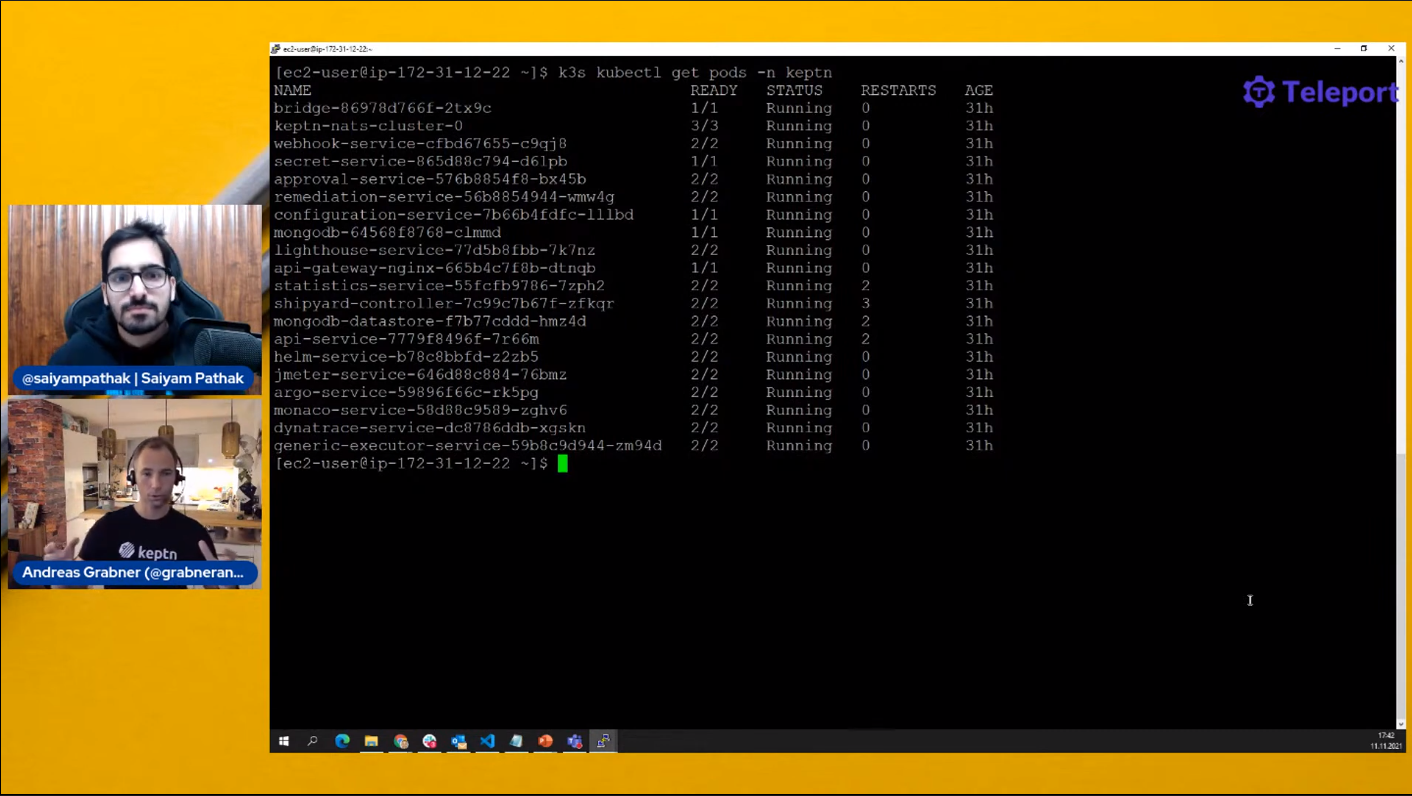 ec2-user@ip-172-31-12-22:~
[ec2-user@ip-172-31-12-22 ~]$ k3s kubectl get pods -n keptn
NAME READY STATUS RESTARTS AGE
bridge-86978d766f-2tx9c 1/1 Running 0 31h
keptn-nats-cluster-0 3/3 Running 0 31h
webhook-service-cfbd67655-c9qj8 2/2 Running 0 31h
secret-service-865d88c794-d6lpb 1/1 Running 0 31h
approval-service-576b8854f8-bx45b 2/2 Running 0 31h
remediation-service-56b8854944-wmw4g 2/2 Running 0 31h
configuration-service-7b66b4fdfc-lllbd 1/1 Running 0 31h
mongodb-64568f8768-clmmd 1/1 Running 0 31h
lighthouse-service-77d5b8fbb-7k7nz 2/2 Running 0 31h
api-gateway-nginx-665b4c7f8b-dtnqb 1/1 Running 0 31h
statistics-service-55fcfb9786-7zph2 2/2 Running 2 31h
shipyard-controller-7c99c7b67f-zfkqr 2/2 Running 3 31h
mongodb-datastore-f7b77cddd-hmz4d 2/2 Running 2 31h
api-service-7779f8496f-7r66m 2/2 Running 2 31h
helm-service-b78c8bbfd-z2zb5 2/2 Running 0 31h
jmeter-service-646d88c884-76bmz 2/2 Running 0 31h
argo-service-59896f66c-rk5pg 2/2 Running 0 31h
monaco-service-58d88c9589-zghv6 2/2 Running 0 31h
dynatrace-service-dc8786ddb-xgskn 2/2 Running 0 31h
generic-executor-service-59b8c9d944-zm94d 2/2 Running 0 31h
[ec2-user@ip-172-31-12-22 ~]$
Teleport
@saiyampathak | Saiyam Pathak
keptn
Andreas Grabner (@grabneran...
17:42
11.11.2021